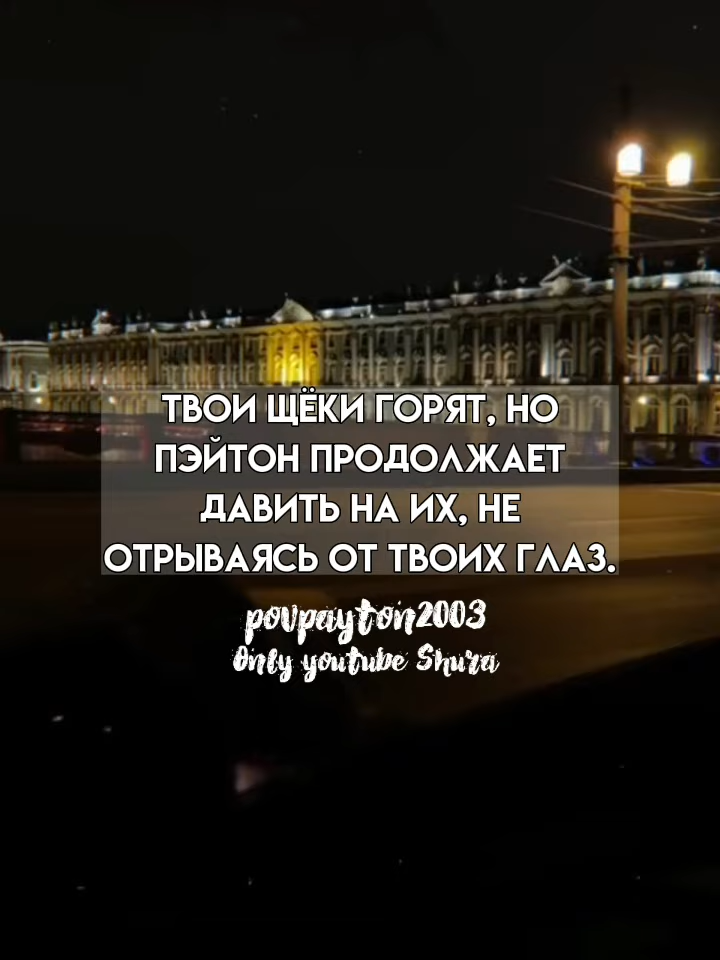 ТВОИ ЩЁКИ ГОРЯТ, НО
ПЭЙТОН ПРОДОЛЖАЕТ
ДАВИТЬ НА ИХ, НЕ
ОТРЫВАЯСЬ ОТ ТВОИХ ГЛАЗ.
povpayton2003
Only youtube Shura